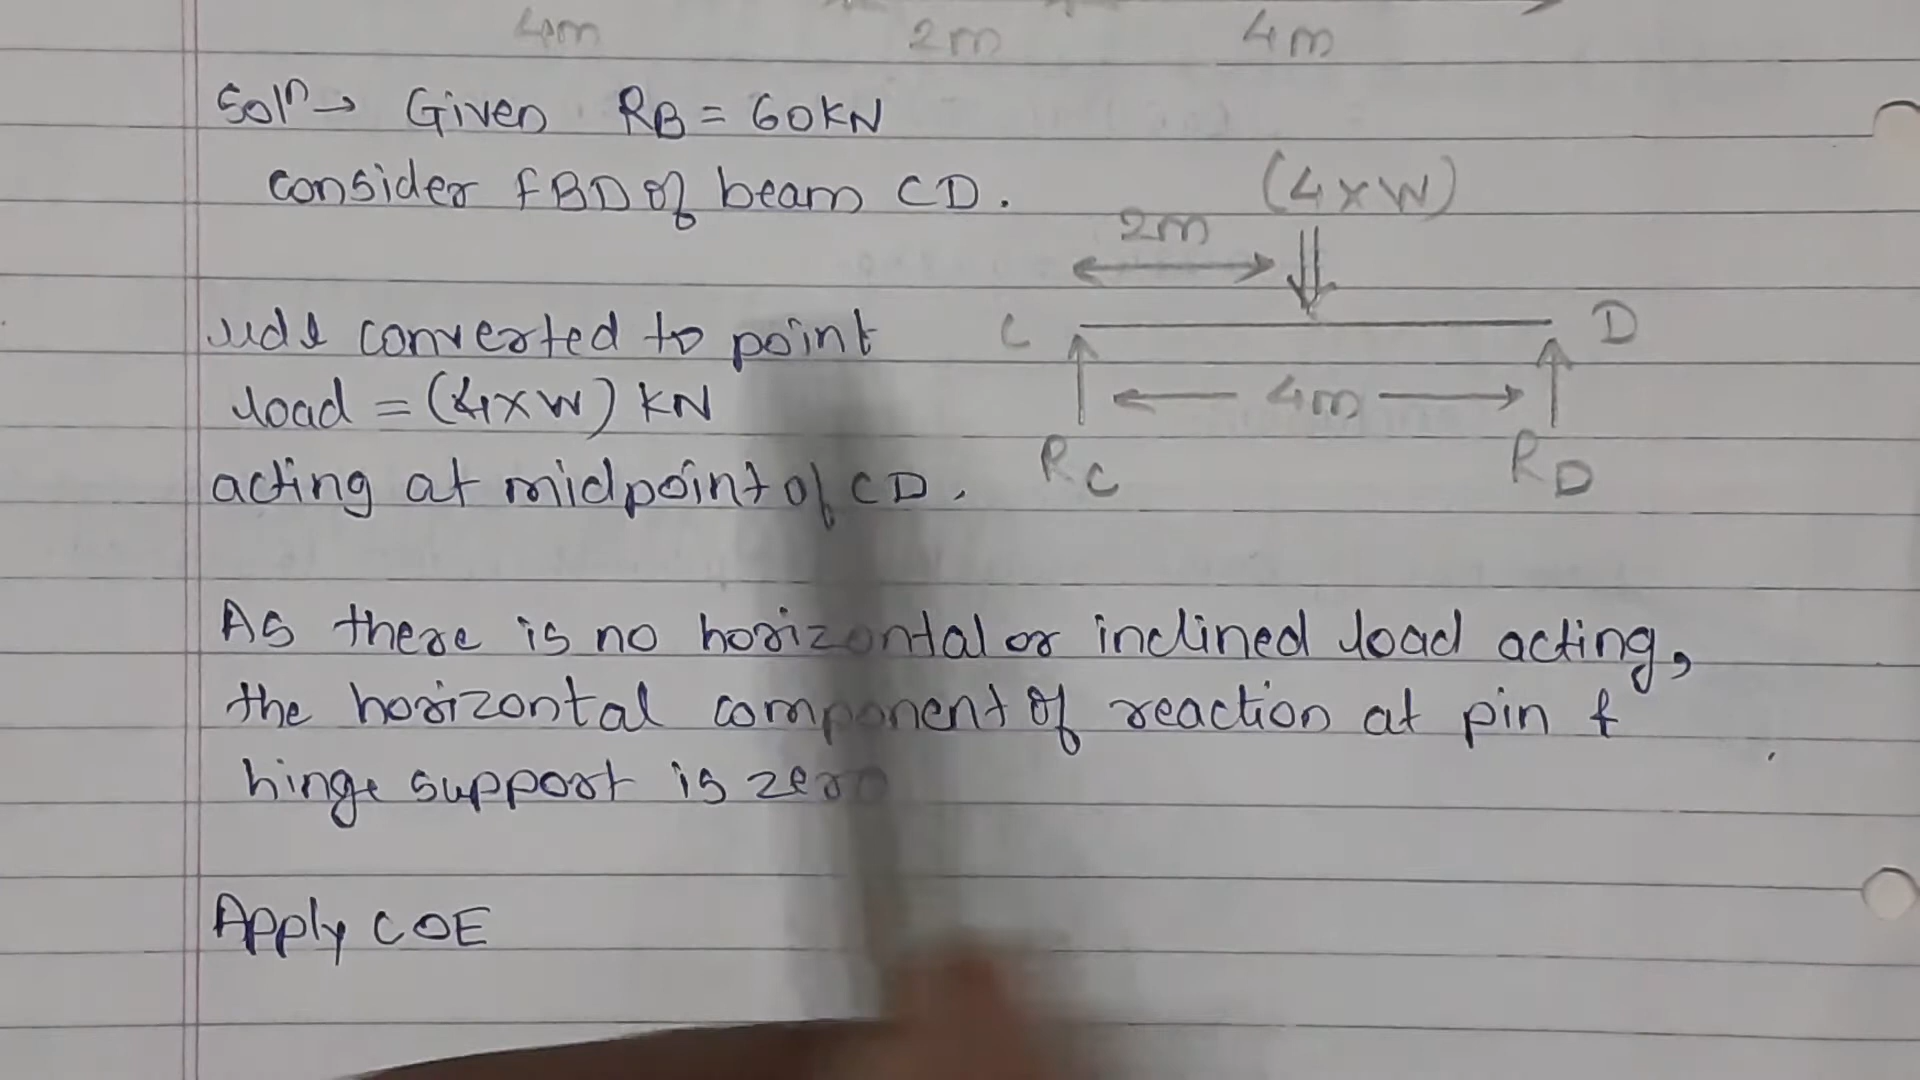 4m 2m 4m
Solⁿ → Given RB = 60KN
consider FBD of beam CD.
(4xW)
2m
udl converted to point
C D
load = (4xW) KN
4m
acting at midpoint of CD.
RC RD
As there is no horizontal or inclined load acting,
the horizontal component of reaction at pin &
hinge support is zero
Apply COE